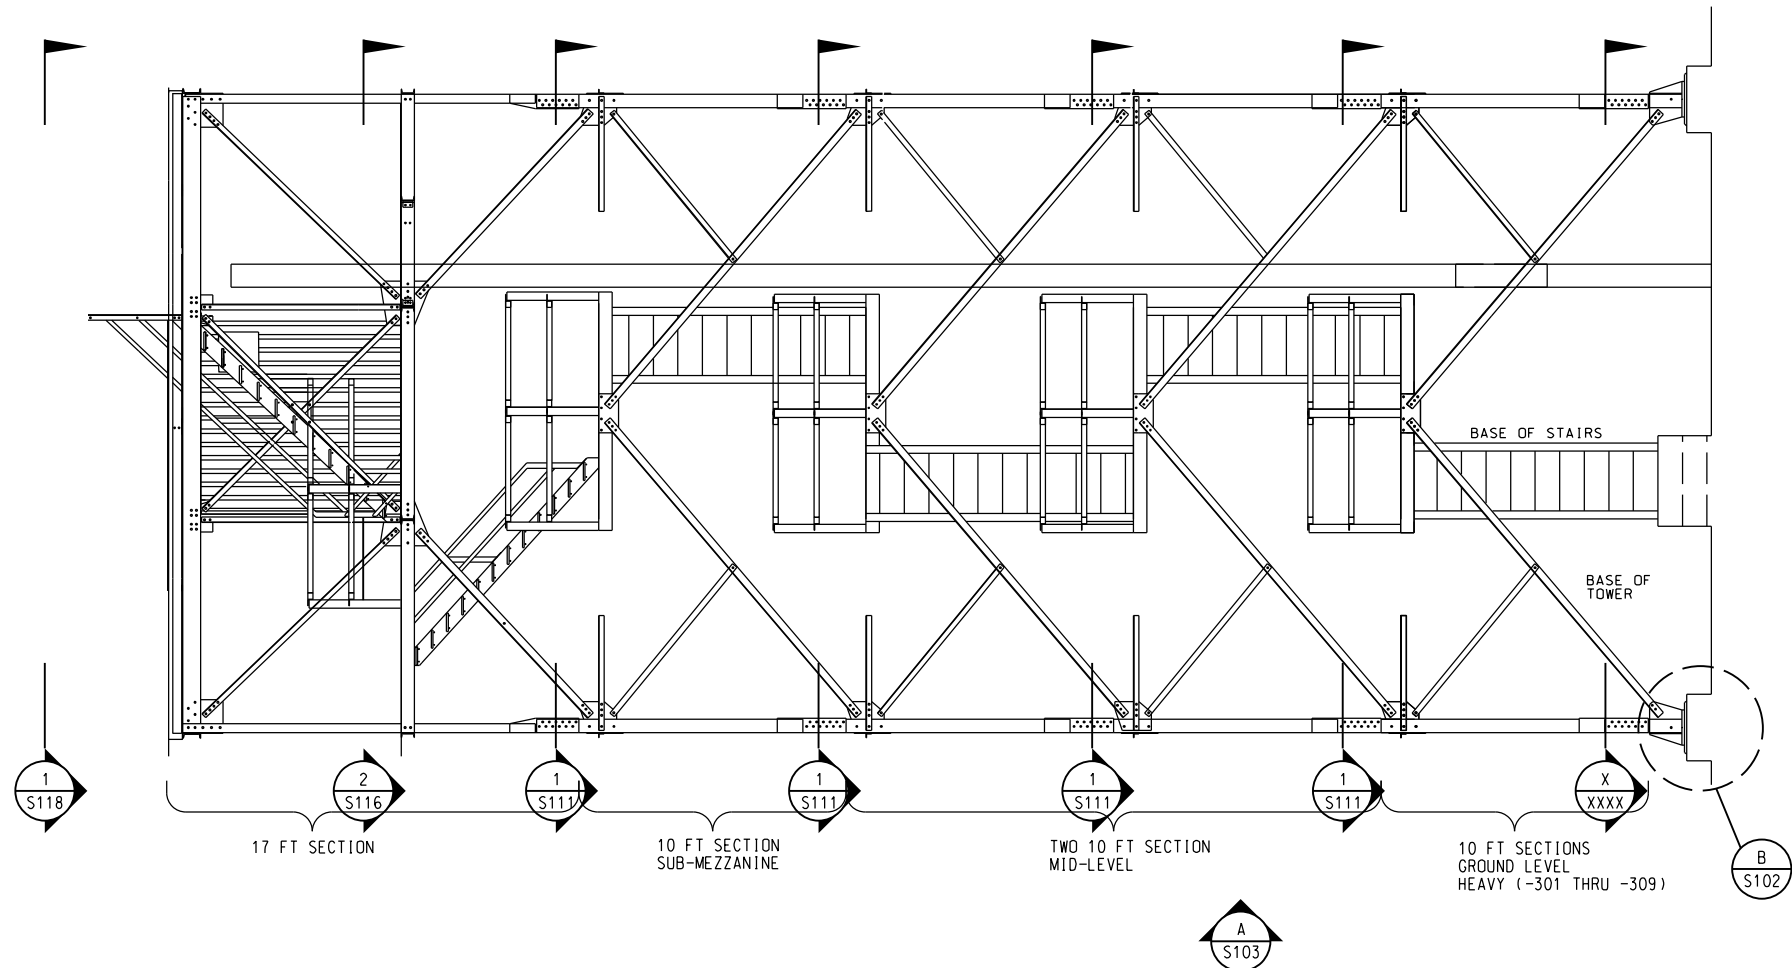 BASE OF STAIRS
BASE OF
TOWER
1
S118
2
S116
1
S111
1
S111
1
S111
1
S111
X
XXXX
17 FT SECTION
10 FT SECTION
SUB-MEZZANINE
TWO 10 FT SECTION
MID-LEVEL
10 FT SECTIONS
GROUND LEVEL
HEAVY (-301 THRU -309)
B
S102
A
S103